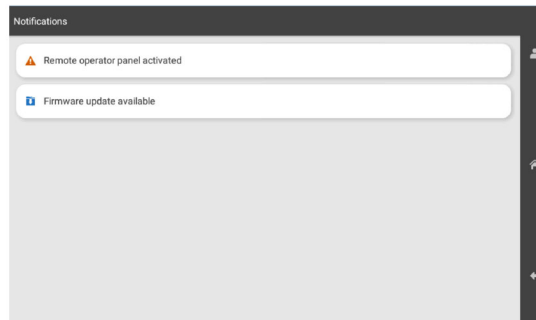 Notifications
Remote operator panel activated
Firmware update available